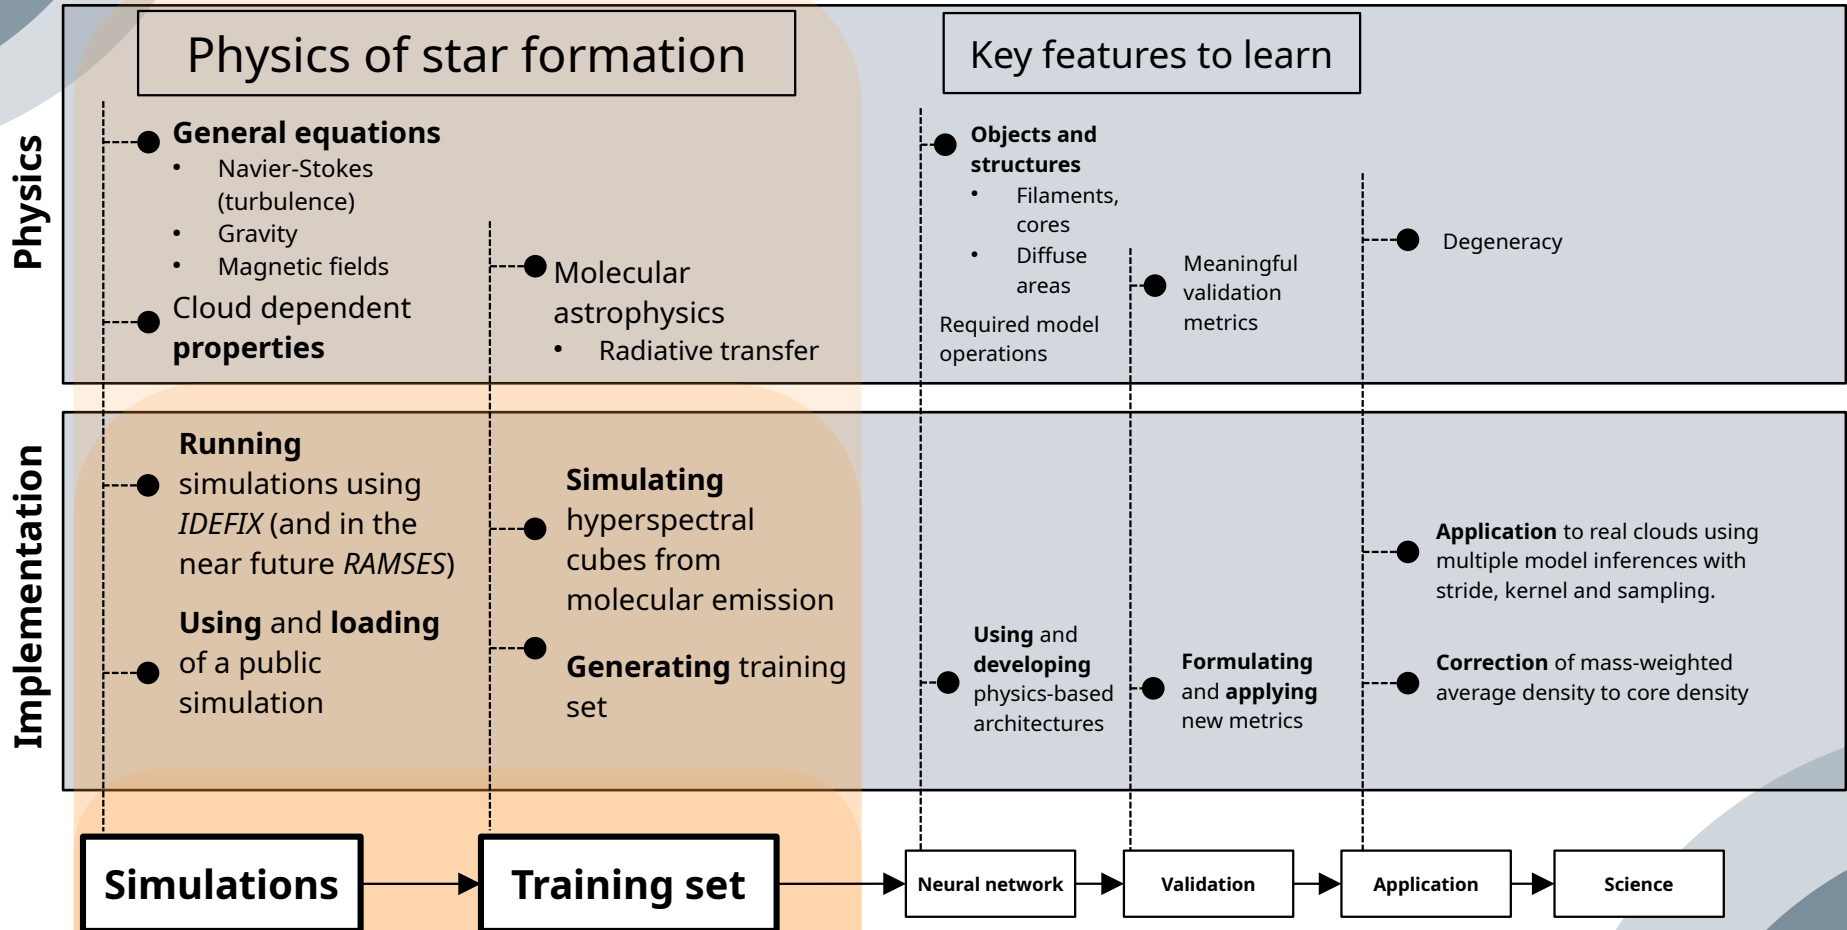 Physics of star formation
Key features to learn
Physics
General equations
• Navier-Stokes
(turbulence)
• Gravity
• Magnetic fields
Cloud dependent
properties
Molecular
astrophysics
• Radiative transfer
Objects and
structures
• Filaments,
cores
• Diffuse
areas
Required model
operations
Meaningful
validation
metrics
Degeneracy
Implementation
Running
simulations using
IDEFIX (and in the
near future RAMSES)
Using and loading
of a public
simulation
Simulating
hyperspectral
cubes from
molecular emission
Generating training
set
Using and
developing
physics-based
architectures
Formulating
and applying
new metrics
Application to real clouds using
multiple model inferences with
stride, kernel and sampling.
Correction of mass-weighted
average density to core density
Simulations
Training set
Neural network
Validation
Application
Science